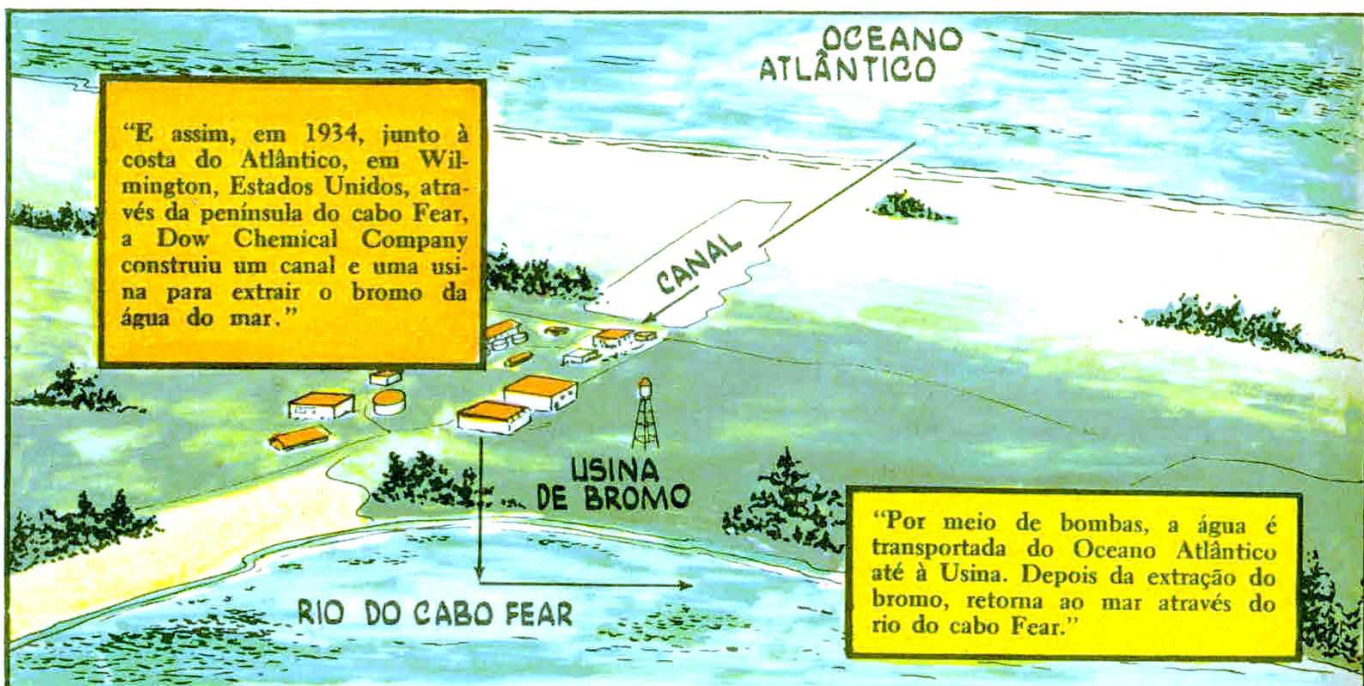 OCEANO
ATLÂNTICO
“E assim, em 1934, junto à
costa do Atlântico, em Wil-
mington, Estados Unidos, atra-
vés da península do cabo Fear,
a Dow Chemical Company
construiu um canal e uma usi-
na para extrair o bromo da
água do mar.”
CANAL
USINA
DE BROMO
RIO DO CABO FEAR
“Por meio de bombas, a água é
transportada do Oceano Atlântico
até à Usina. Depois da extração do
bromo, retorna ao mar através do
rio do cabo Fear.”